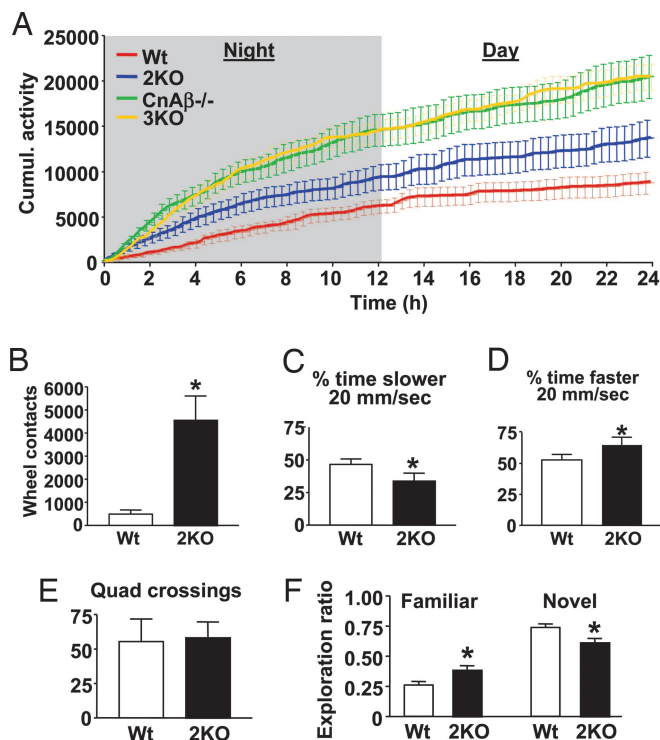 A
Cumul. activity
25000
20000
15000
10000
5000
0
Night
Day
Wt
2KO
CnAβ-/-
3KO
0 2 4 6 8 10 12 14 16 18 20 22 24
Time (h)
B
Wheel contacts
6000
5000
4000
3000
2000
1000
0
*
Wt 2KO
C
% time slower
20 mm/sec
75
50
25
0
*
Wt 2KO
D
% time faster
20 mm/sec
75
50
25
0
*
Wt 2KO
E
Quad crossings
75
50
25
0
Wt 2KO
F
Exploration ratio
1.00
0.75
0.50
0.25
0
Familiar Novel
* *
Wt 2KO Wt 2KO